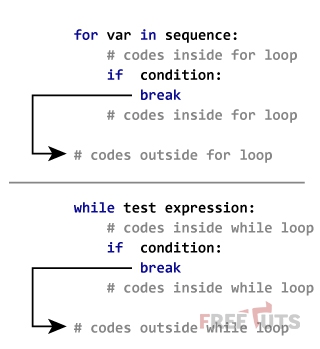 for var in sequence:
# codes inside for loop
if condition:
break
# codes inside for loop
# codes outside for loop
while test expression:
# codes inside while loop
if condition:
break
# codes inside while loop
# codes outside while loop